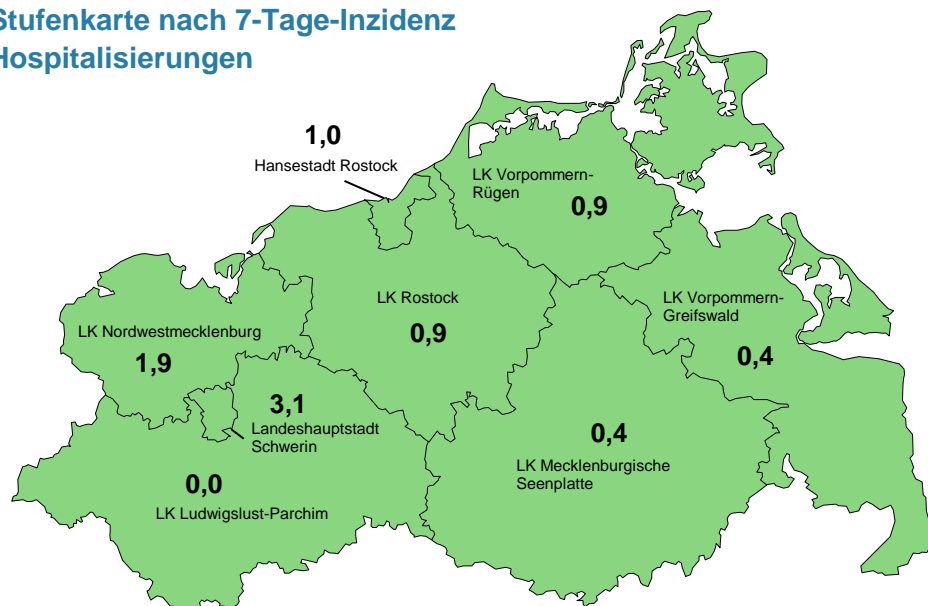 Stufenkarte nach 7-Tage-Inzidenz
Hospitalisierungen
1,0
Hansestadt Rostock
LK Vorpommern-
Rügen
0,9
LK Rostock
0,9
LK Vorpommern-
Greifswald
0,4
LK Nordwestmecklenburg
1,9
3,1
Landeshauptstadt
Schwerin
0,4
LK Mecklenburgische
Seenplatte
0,0
LK Ludwigslust-Parchim